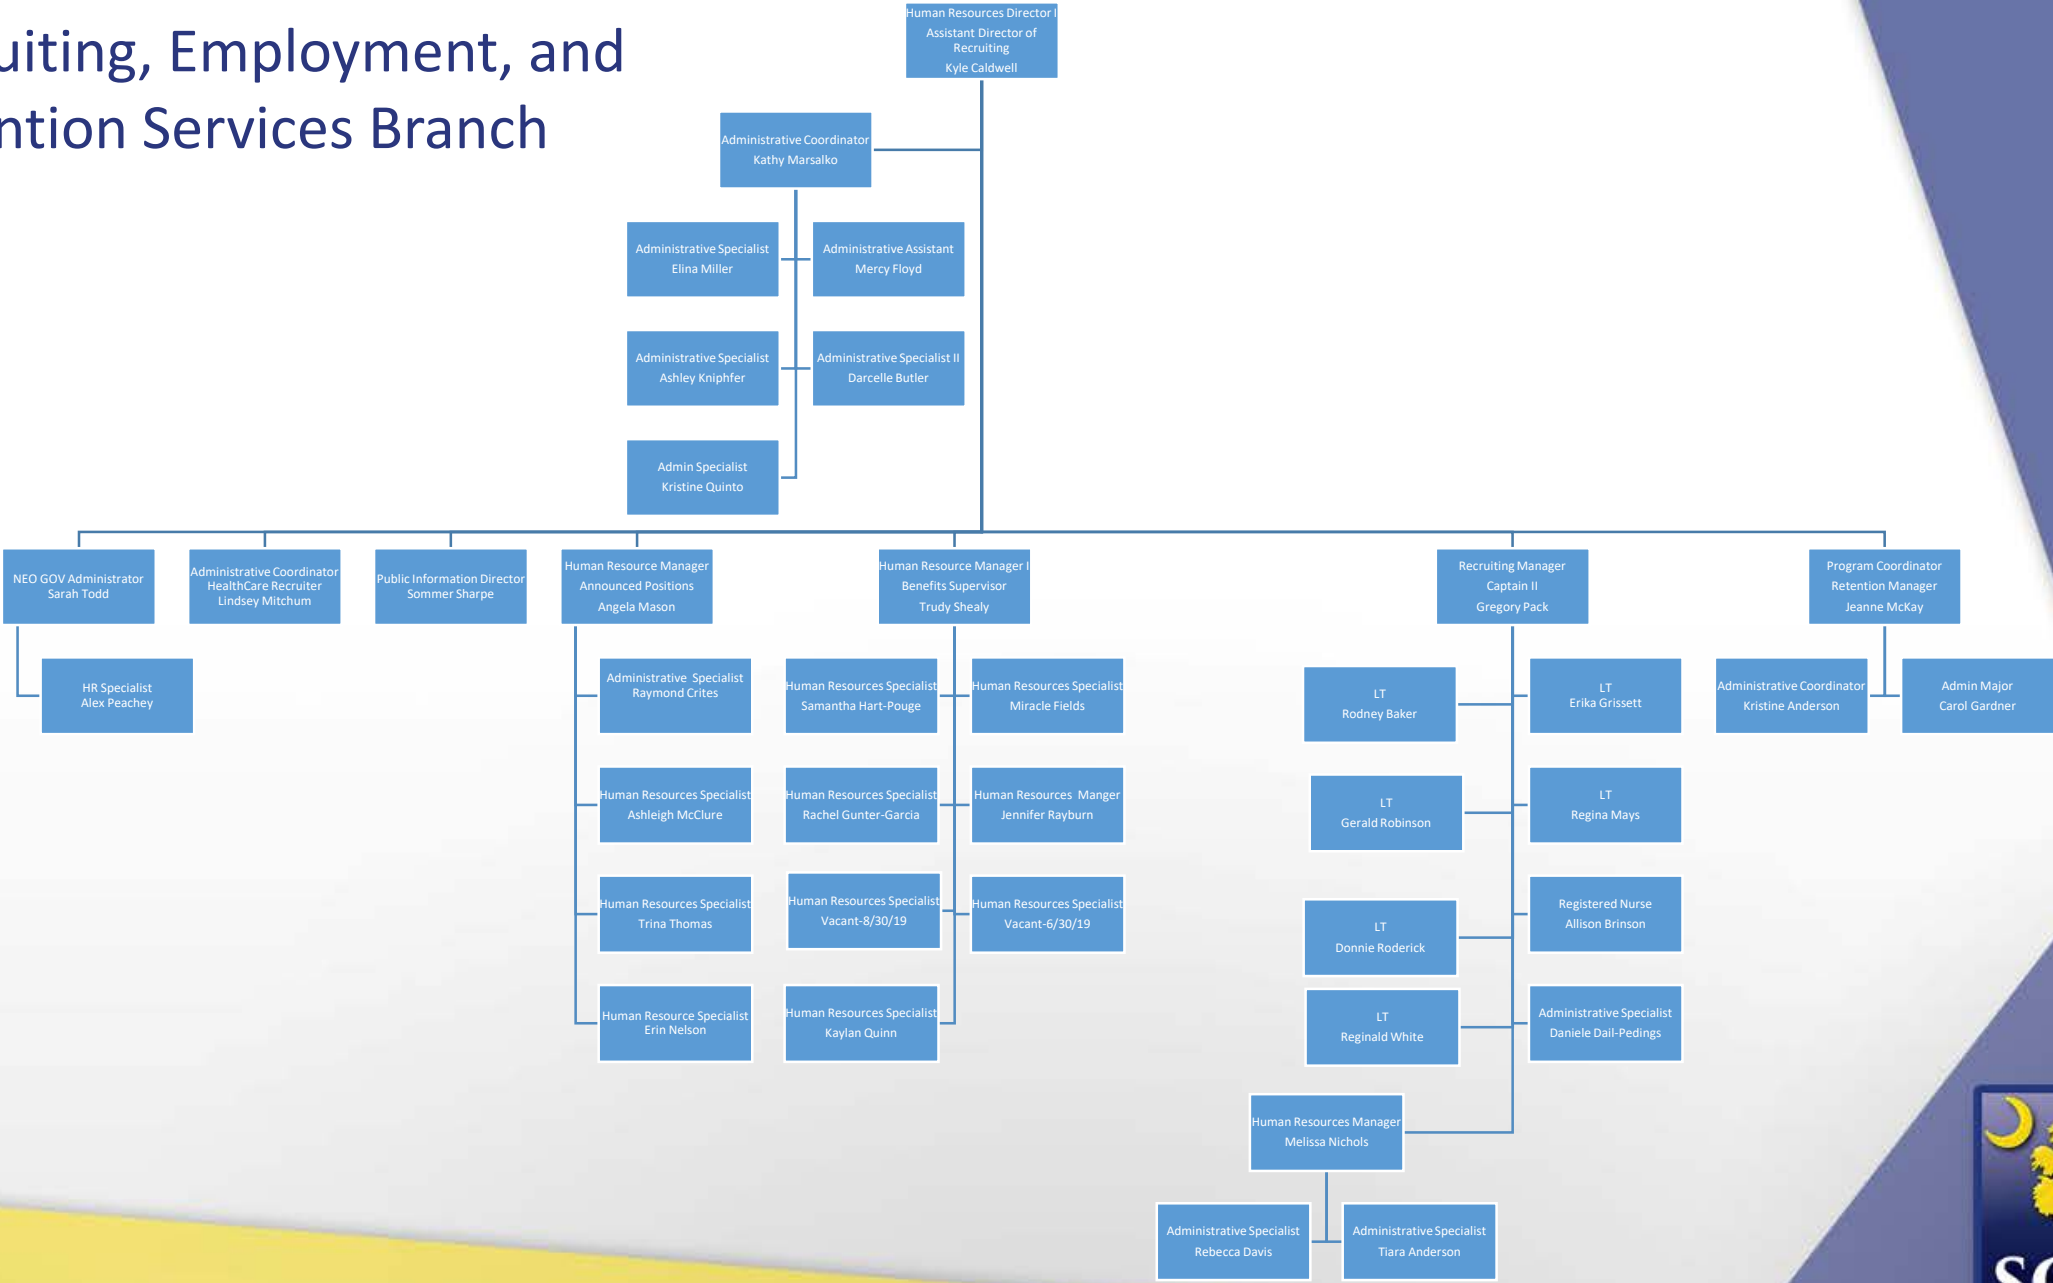 uiting, Employment, and
ntion Services Branch
Human Resources Director I
Assistant Director of
Recruiting
Kyle Caldwell
Administrative Coordinator
Kathy Marsalko
Administrative Specialist
Elina Miller
Administrative Assistant
Mercy Floyd
Administrative Specialist
Ashley Kniphfer
Administrative Specialist II
Darcelle Butler
Admin Specialist
Kristine Quinto
NEO GOV Administrator
Sarah Todd
Administrative Coordinator
HealthCare Recruiter
Lindsey Mitchum
Public Information Director
Sommer Sharpe
Human Resource Manager
Announced Positions
Angela Mason
Human Resource Manager I
Benefits Supervisor
Trudy Shealy
Recruiting Manager
Captain II
Gregory Pack
Program Coordinator
Retention Manager
Jeanne McKay
HR Specialist
Alex Peachey
Administrative Specialist
Raymond Crites
Human Resources Specialist
Samantha Hart-Pouge
Human Resources Specialist
Miracle Fields
LT
Rodney Baker
LT
Erika Grissett
Administrative Coordinator
Kristine Anderson
Admin Major
Carol Gardner
Human Resources Specialist
Ashleigh McClure
Human Resources Specialist
Rachel Gunter-Garcia
Human Resources Manger
Jennifer Rayburn
LT
Gerald Robinson
LT
Regina Mays
Human Resources Specialist
Trina Thomas
Human Resources Specialist
Vacant-8/30/19
Human Resources Specialist
Vacant-6/30/19
LT
Donnie Roderick
Registered Nurse
Allison Brinson
Human Resource Specialist
Erin Nelson
Human Resources Specialist
Kaylan Quinn
LT
Reginald White
Administrative Specialist
Daniele Dail-Pedings
Human Resources Manager
Melissa Nichols
Administrative Specialist
Rebecca Davis
Administrative Specialist
Tiara Anderson